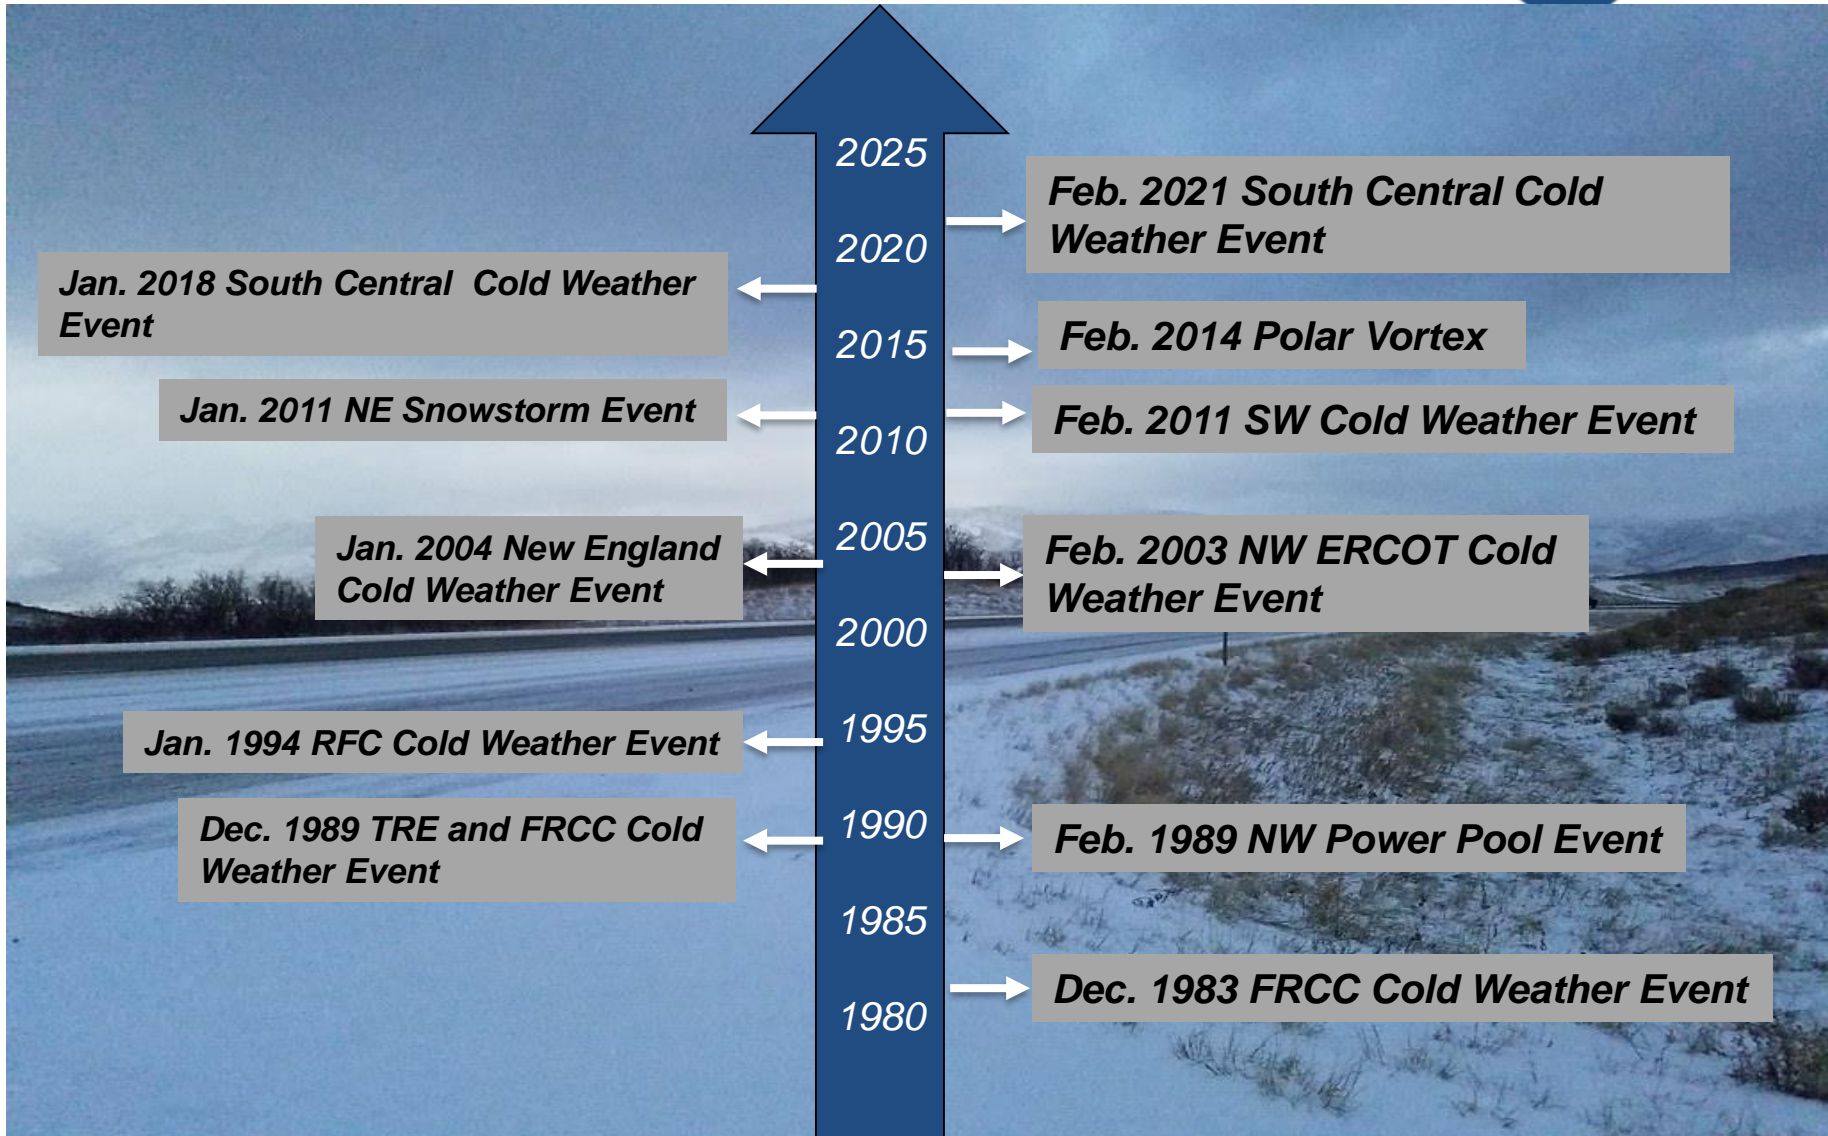 2025
Feb. 2021 South Central Cold
Weather Event
2020
Jan. 2018 South Central  Cold Weather
Event
2015
Feb. 2014 Polar Vortex
Jan. 2011 NE Snowstorm Event
Feb. 2011 SW Cold Weather Event
2010
2005
Jan. 2004 New England
Cold Weather Event
Feb. 2003 NW ERCOT Cold
Weather Event
2000
1995
Jan. 1994 RFC Cold Weather Event
1990
Dec. 1989 TRE and FRCC Cold
Weather Event
Feb. 1989 NW Power Pool Event
1985
Dec. 1983 FRCC Cold Weather Event
1980